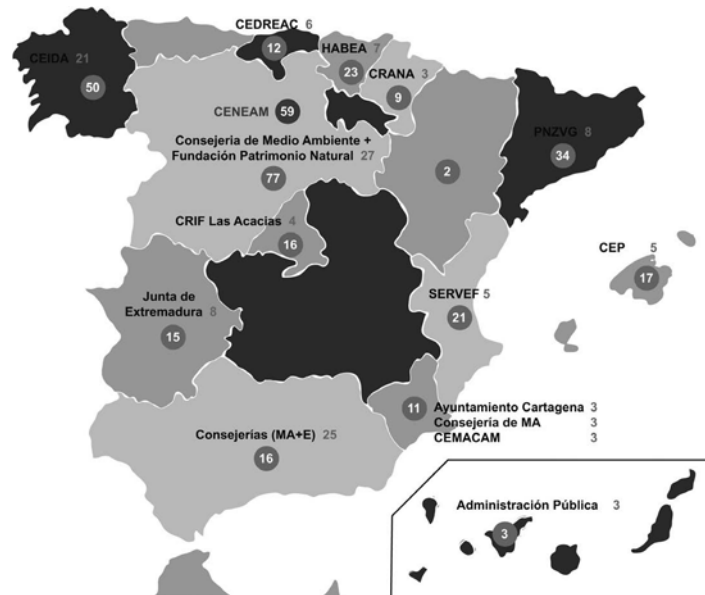 CEDREAC 6
12
CEIDA 21
50
HABEA 7
23
CRANA 3
9
CENEAM 59
PNZVG 8
34
Consejeria de Medio Ambiente +
Fundación Patrimonio Natural 27
77
2
CRIF Las Acacias 4
16
CEP 5
17
Junta de
Extremadura 8
15
SERVEF 5
21
11
Ayuntamiento Cartagena 3
Consejería de MA 3
CEMACAM 3
Consejerías (MA+E) 25
16
Administración Pública 3
3